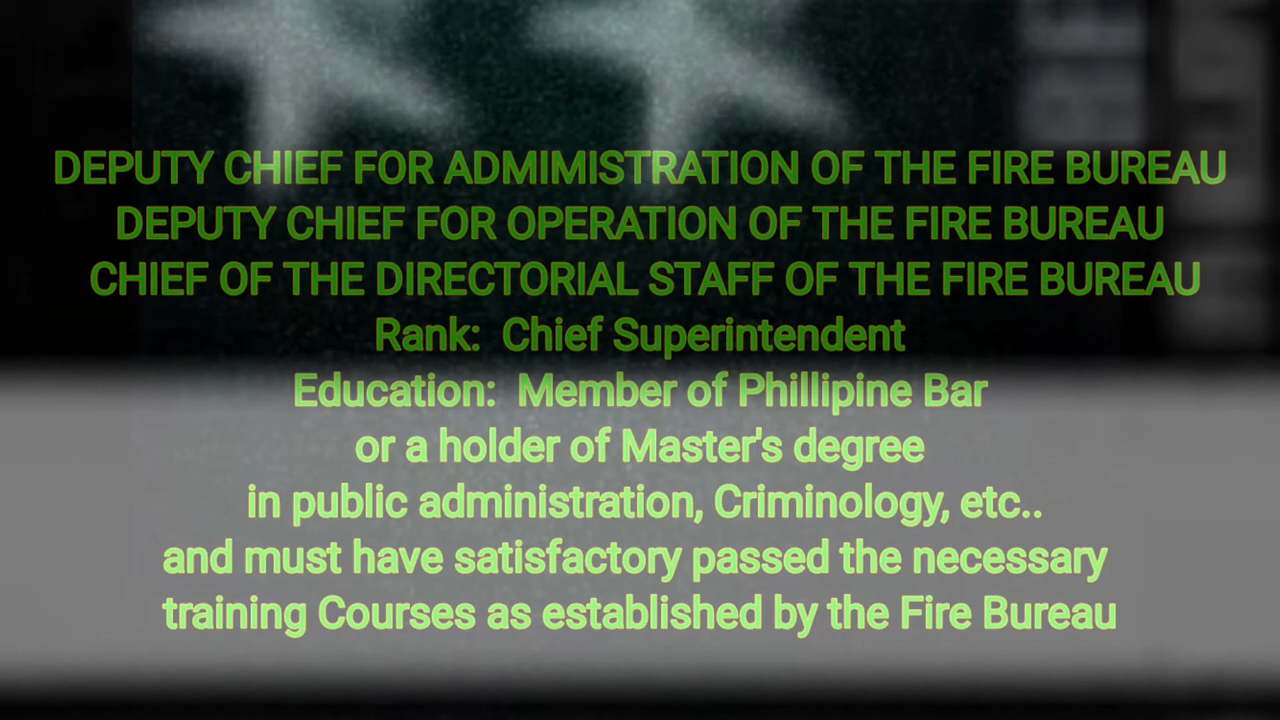 DEPUTY CHIEF FOR ADMIMISTRATION OF THE FIRE BUREAU
DEPUTY CHIEF FOR OPERATION OF THE FIRE BUREAU
CHIEF OF THE DIRECTORIAL STAFF OF THE FIRE BUREAU
Rank:  Chief Superintendent
Education:  Member of Phillipine Bar
or a holder of Master's degree
in public administration, Criminology, etc..
and must have satisfactory passed the necessary
training Courses as established by the Fire Bureau